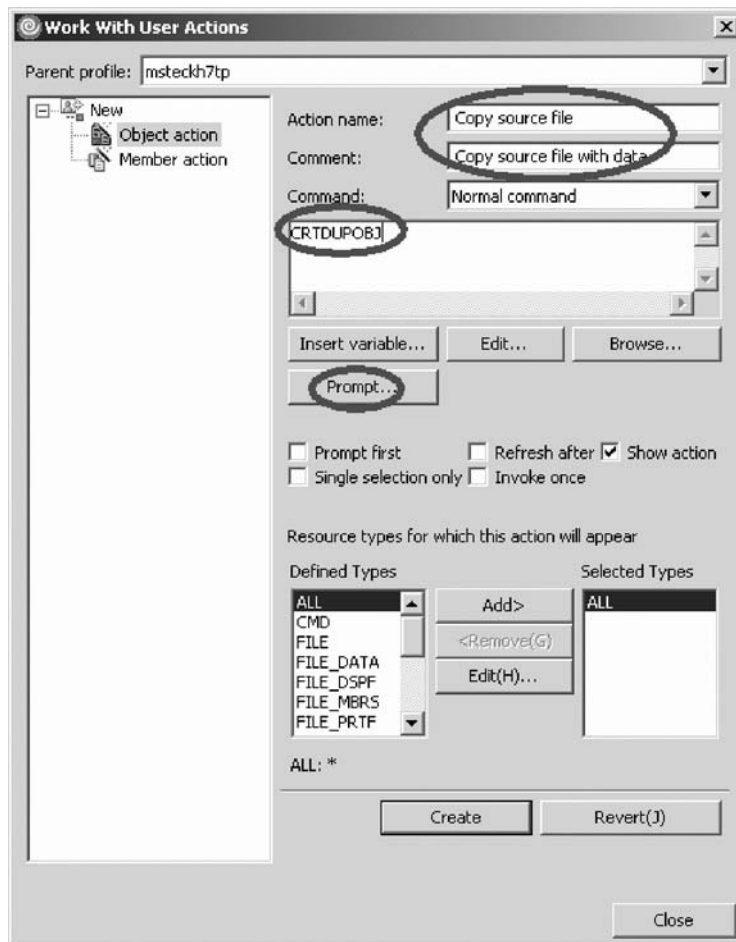 Work With User Actions
Parent profile: msteckh7tp
New
Object action
Member action
Action name: Copy source file
Comment: Copy source file with data
Command: Normal command
CRTDUPOBJ
Insert variable... Edit... Browse...
Prompt...
Prompt first Refresh after Show action
Single selection only Invoke once
Resource types for which this action will appear
Defined Types Selected Types
ALL Add> ALL
CMD
FILE <Remove(G)
FILE_DATA
FILE_DSPF Edit(H)...
FILE_MBRS
FILE_PRTF
ALL: *
Create Revert(J)
Close